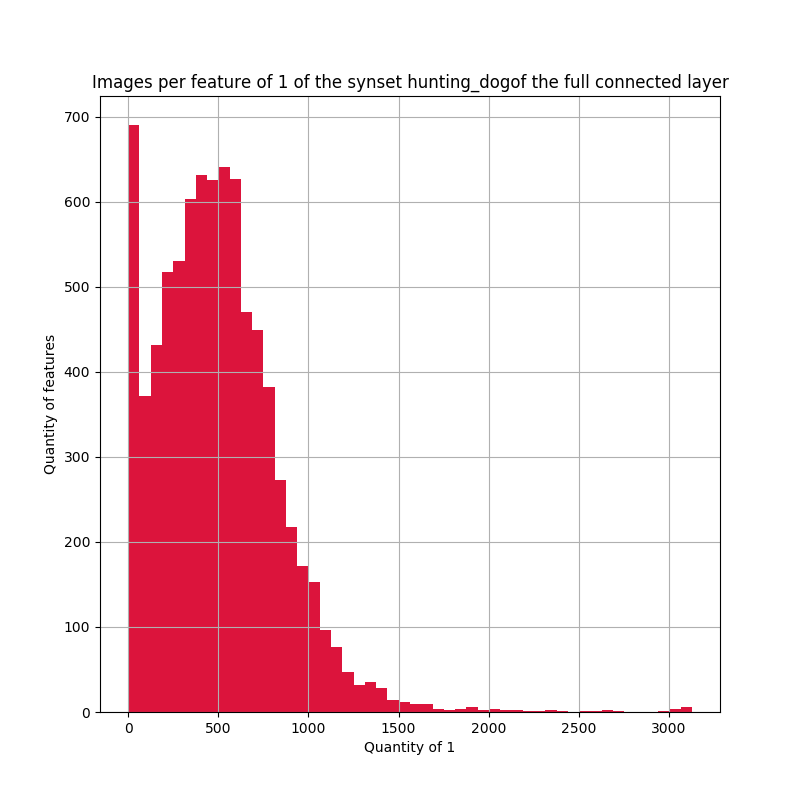 Images per feature of 1 of the synset hunting_dogof the full connected layer
700
600
500
400
300
200
100
0
Quantity of features
0 500 1000 1500 2000 2500 3000
Quantity of 1